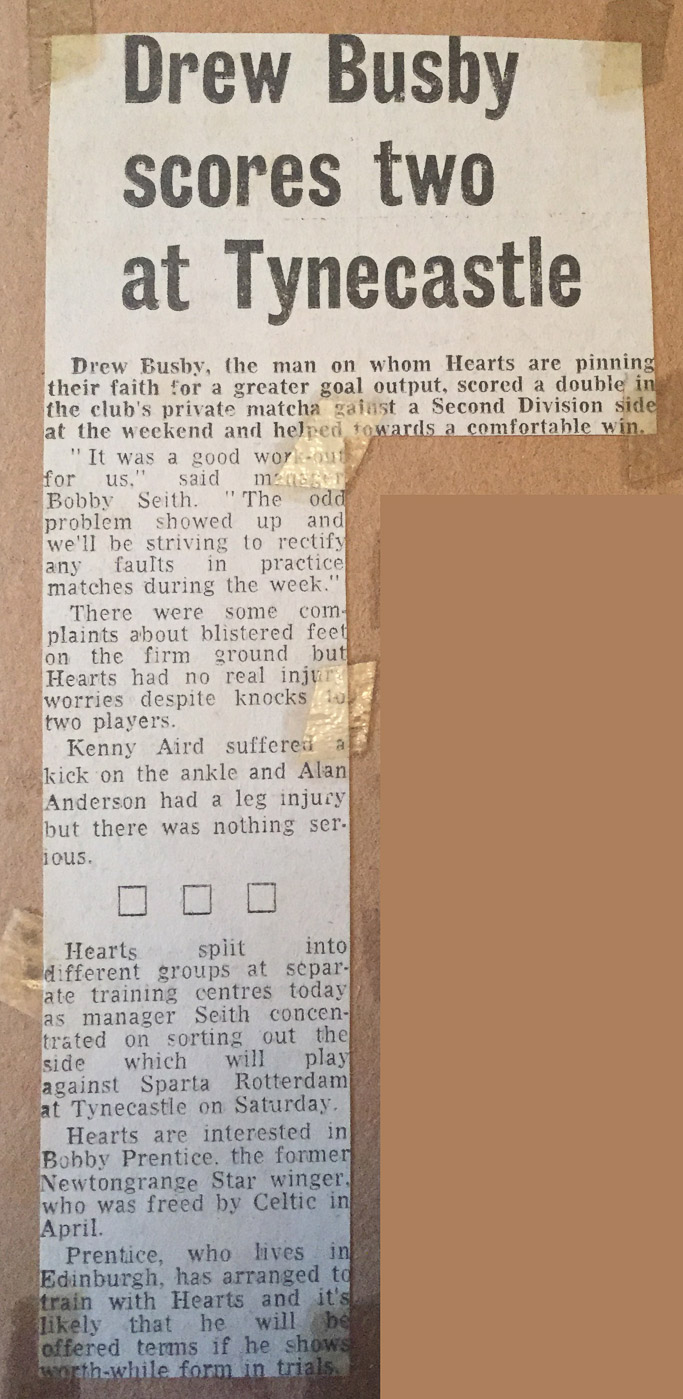 Drew Busby
scores two
at Tynecastle
Drew Busby, the man on whom Hearts are pinning
their faith for a greater goal output, scored a double in
the club's private matcha gainst a Second Division side
at the weekend and helped towards a comfortable win.
"It was a good work-out
for us," said manager
Bobby Seith. "The odd
problem showed up and
we'll be striving to rectify
any faults in practice
matches during the week."
There were some com-
plaints about blistered feet
on the firm ground but
Hearts had no real injury
worries despite knocks to
two players.
Kenny Aird suffered a
kick on the ankle and Alan
Anderson had a leg injury
but there was nothing ser-
ious.
Hearts split into
different groups at separ-
ate training centres today
as manager Seith concen-
trated on sorting out the
side which will play
against Sparta Rotterdam
at Tynecastle on Saturday.
Hearts are interested in
Bobby Prentice, the former
Newtongrange Star winger,
who was freed by Celtic in
April.
Prentice, who lives in
Edinburgh, has arranged to
train with Hearts and it's
likely that he will be
offered terms if he shows
worth-while form in trials.